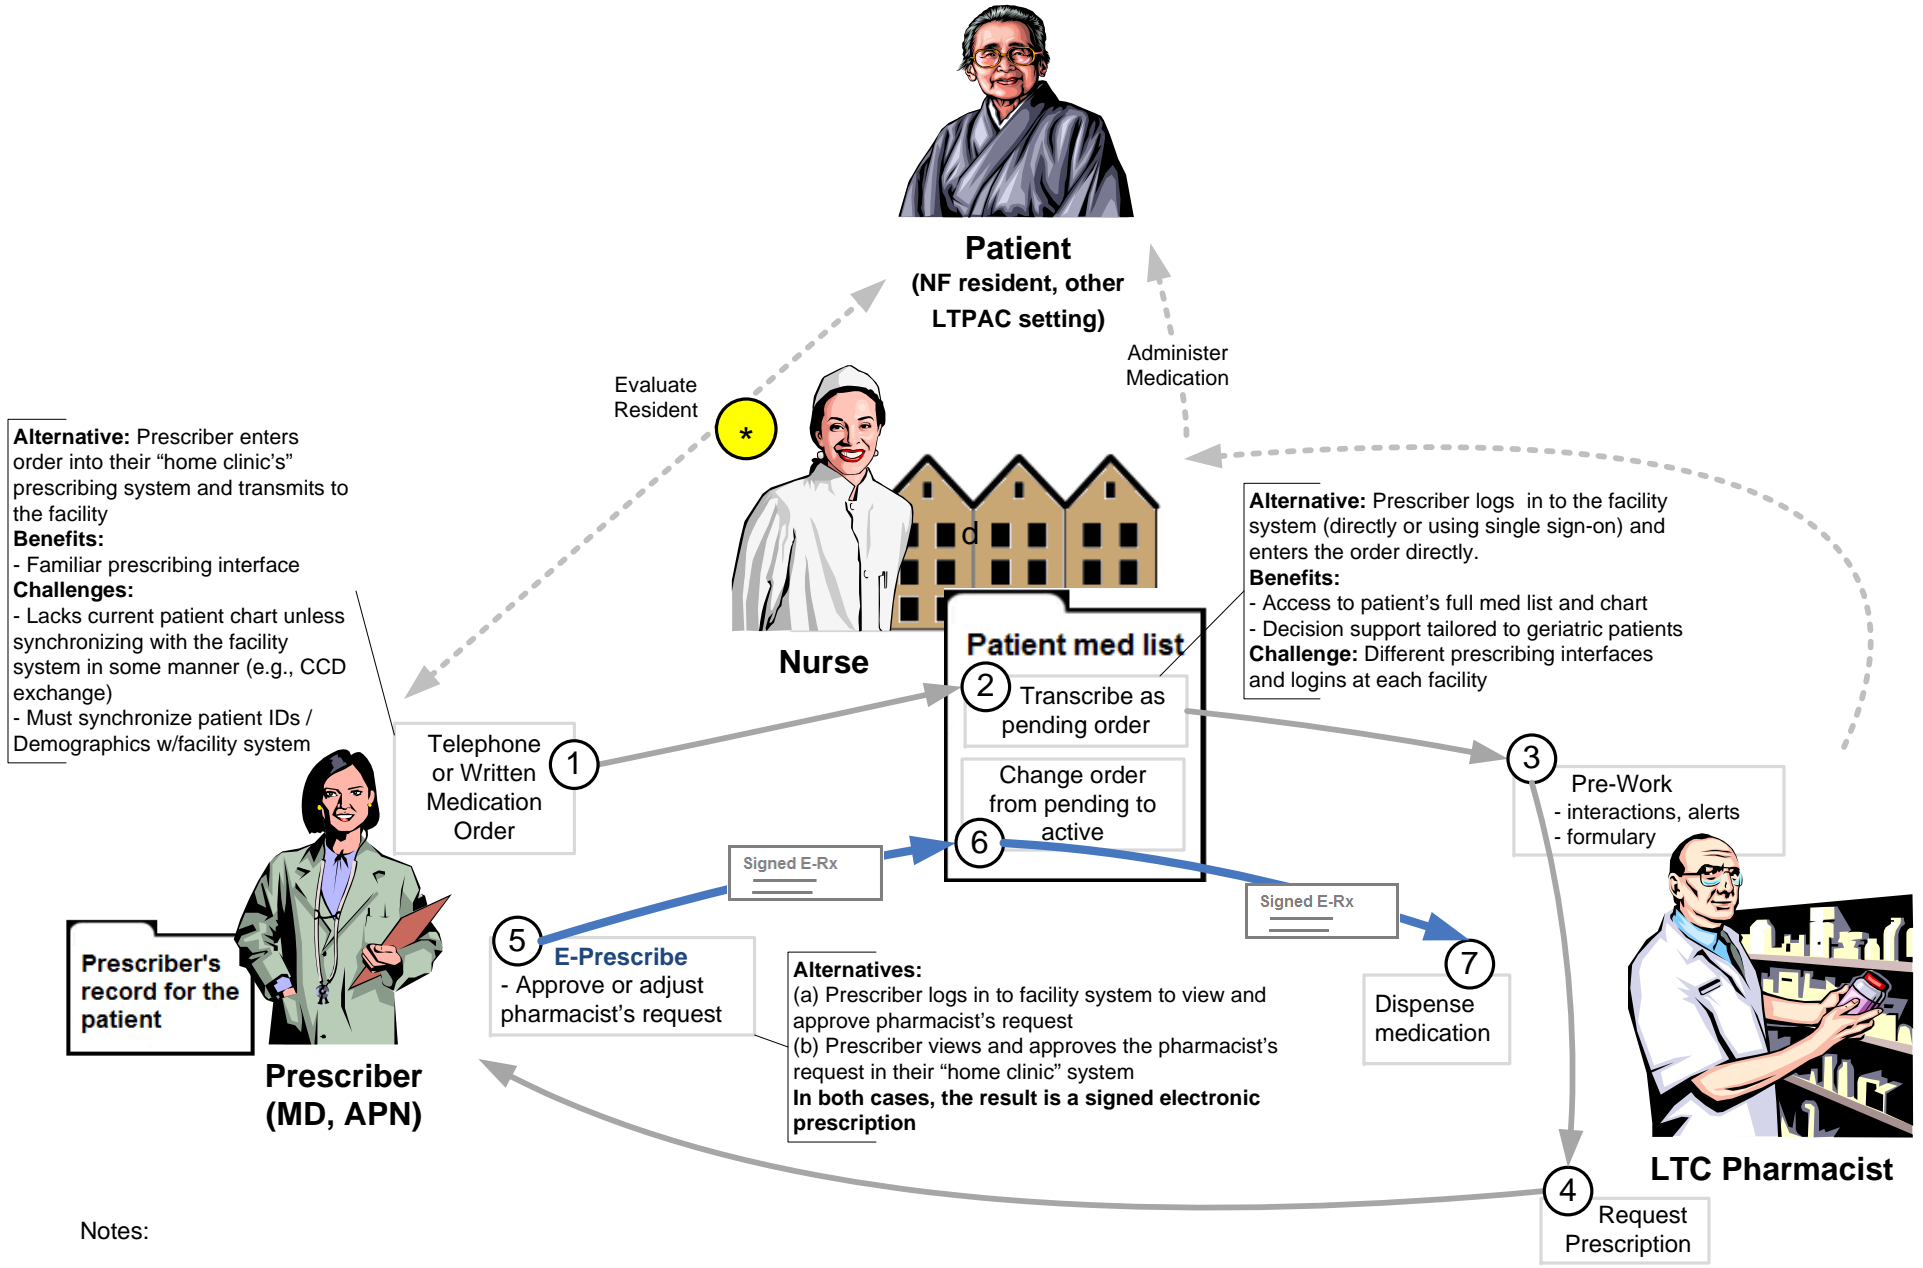 Patient
(NF resident, other
LTPAC setting)
Evaluate
Resident
*
Administer
Medication
Alternative: Prescriber enters
order into their “home clinic’s”
prescribing system and transmits to
the facility
Benefits:
- Familiar prescribing interface
Challenges:
- Lacks current patient chart unless
synchronizing with the facility
system in some manner (e.g., CCD
exchange)
- Must synchronize patient IDs /
Demographics w/facility system
d
Nurse
Alternative: Prescriber logs in to the facility
system (directly or using single sign-on) and
enters the order directly.
Benefits:
- Access to patient’s full med list and chart
- Decision support tailored to geriatric patients
Challenge: Different prescribing interfaces
and logins at each facility
Patient med list
2
Transcribe as
pending order
Change order
from pending to
active
6
Telephone
or Written
Medication
Order
1
3
Pre-Work
- interactions, alerts
- formulary
Signed E-Rx
Signed E-Rx
5
E-Prescribe
- Approve or adjust
pharmacist’s request
7
Dispense
medication
Prescriber's
record for the
patient
Prescriber
(MD, APN)
Alternatives:
(a) Prescriber logs in to facility system to view and
approve pharmacist’s request
(b) Prescriber views and approves the pharmacist’s
request in their “home clinic” system
In both cases, the result is a signed electronic
prescription
LTC Pharmacist
4
Request
Prescription
Notes: